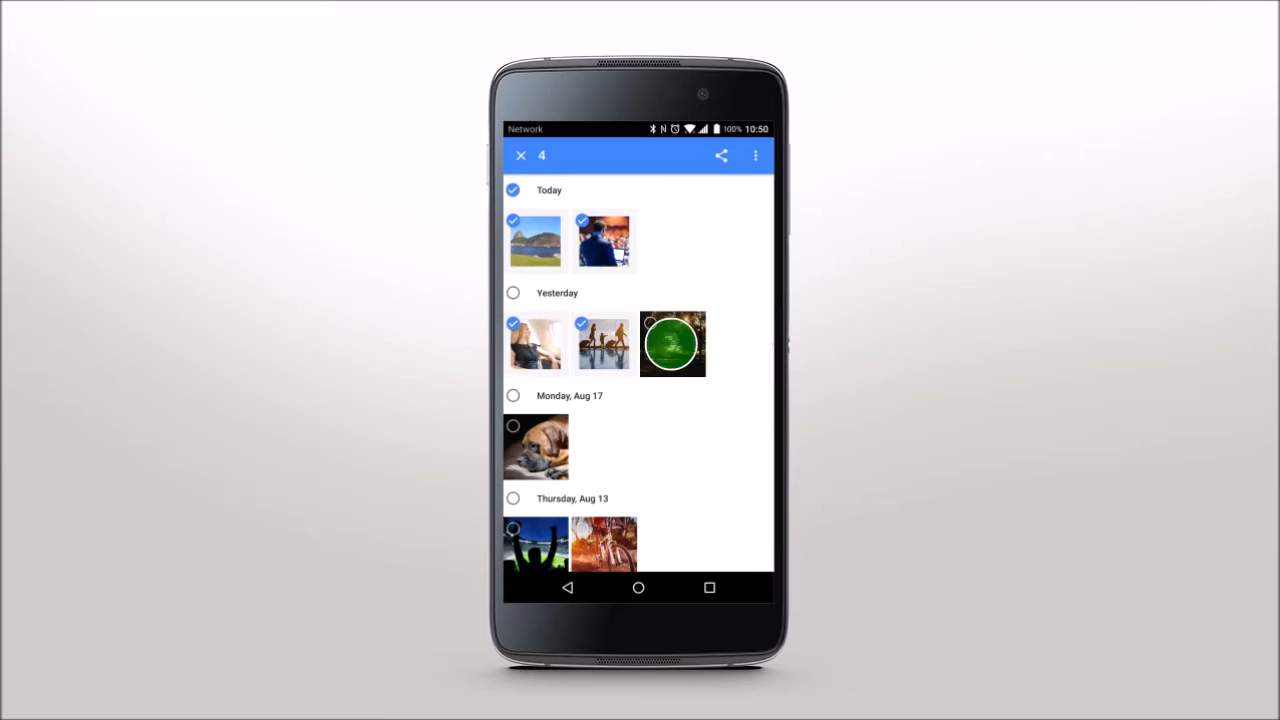 Network 100% 10:50
4
Today
Yesterday
Monday, Aug 17
Thursday, Aug 13